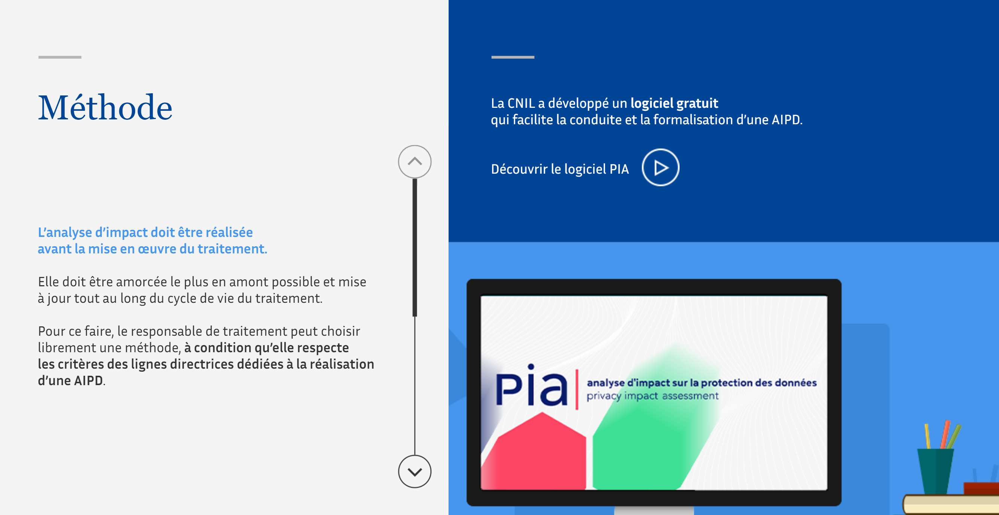 Méthode
L’analyse d’impact doit être réalisée
avant la mise en œuvre du traitement.
Elle doit être amorcée le plus en amont possible et mise
à jour tout au long du cycle de vie du traitement.
Pour ce faire, le responsable de traitement peut choisir
librement une méthode, à condition qu’elle respecte
les critères des lignes directrices dédiées à la réalisation
d’une AIPD.
La CNIL a développé un logiciel gratuit
qui facilite la conduite et la formalisation d’une AIPD.
Découvrir le logiciel PIA
pia
analyse d'impact sur la protection des données
privacy impact assessment